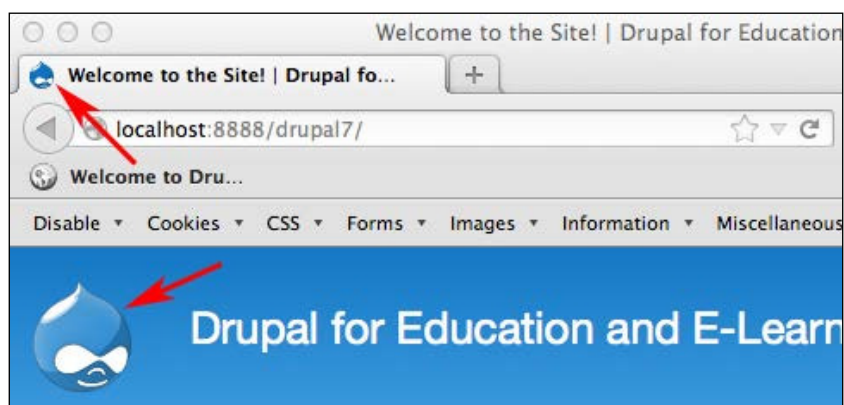 Welcome to the Site! | Drupal for Education
Welcome to the Site! | Drupal fo... +
localhost:8888/drupal7/
Welcome to Dru...
Disable Cookies CSS Forms Images Information Miscellaneous
Drupal for Education and E-Learn